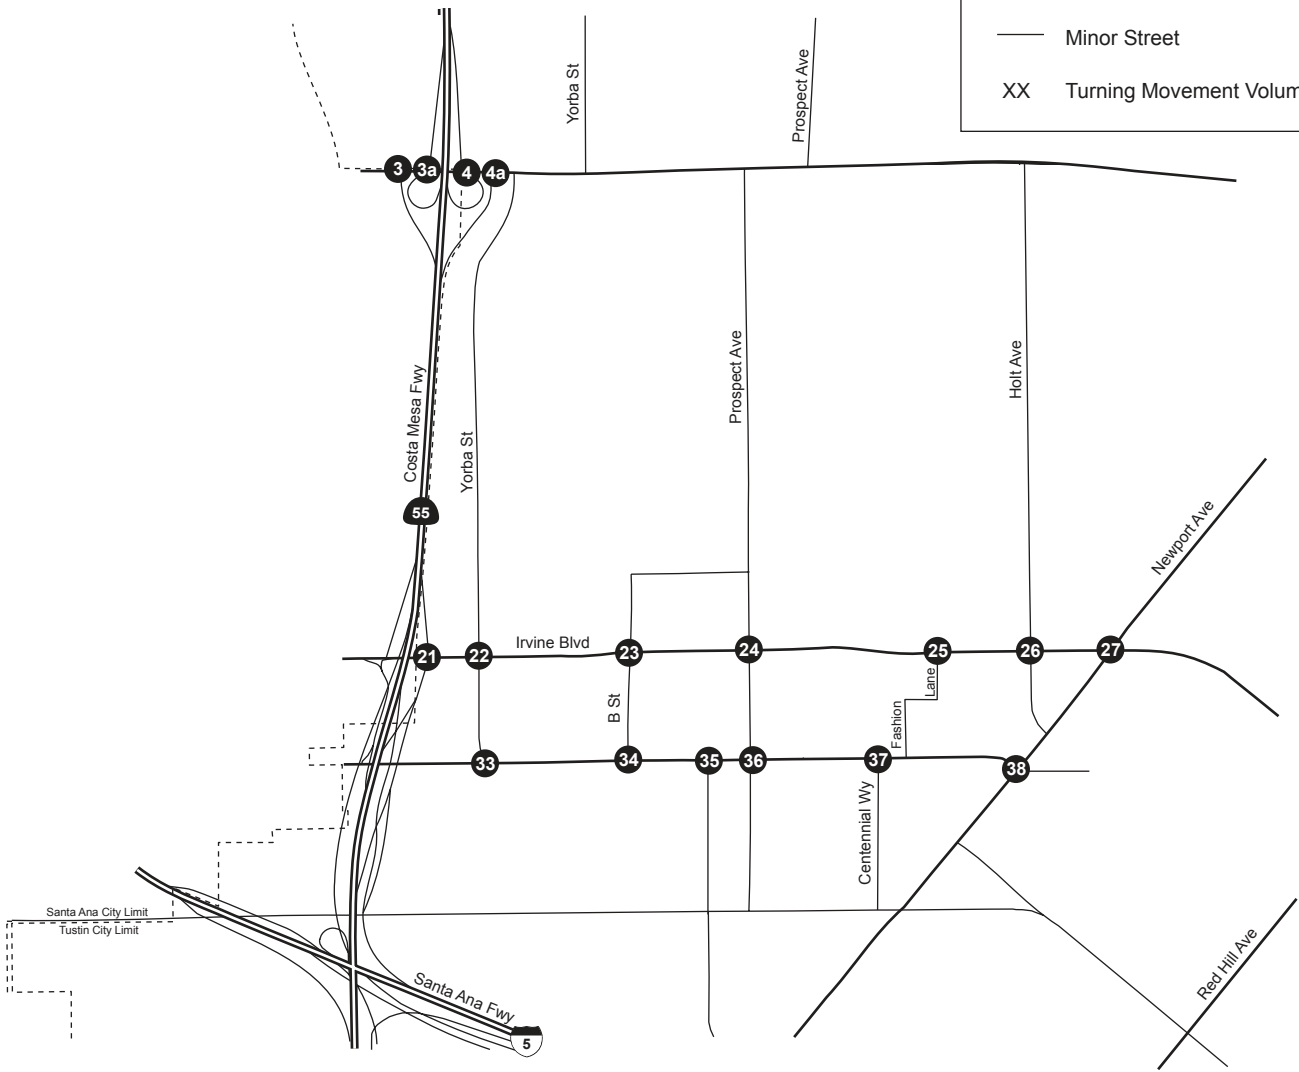 Minor Street
XX Turning Movement Volum
Yorba St
Prospect Ave
3
3a
4
4a
Costa Mesa Fwy
Yorba St
Prospect Ave
Holt Ave
Newport Ave
55
Irvine Blvd
21
22
23
24
25
26
27
B St
Lane
Fashion
33
34
35
36
37
38
Centennial Wy
Santa Ana City Limit
Tustin City Limit
Santa Ana Fwy
5
Red Hill Ave